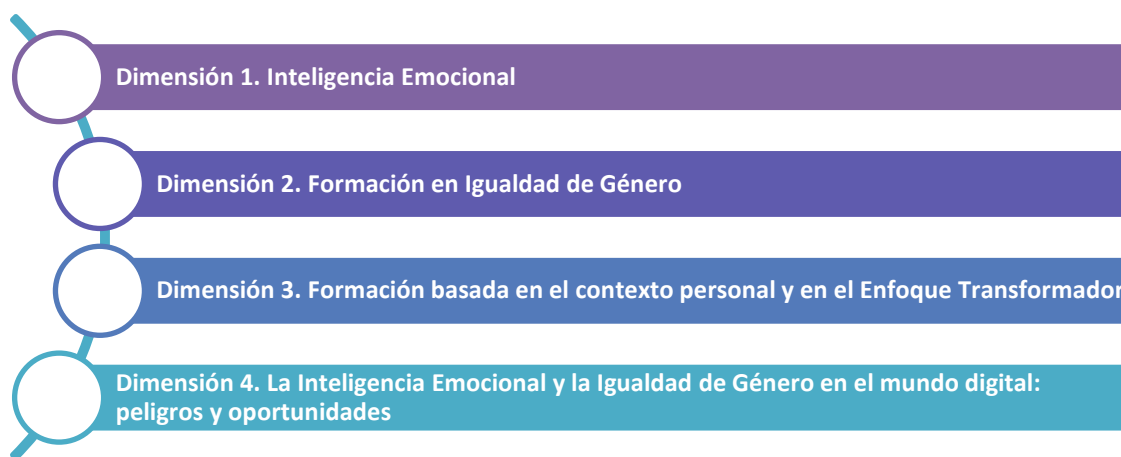 Dimensión 1. Inteligencia Emocional
Dimensión 2. Formación en Igualdad de Género
Dimensión 3. Formación basada en el contexto personal y en el Enfoque Transformador
Dimensión 4. La Inteligencia Emocional y la Igualdad de Género en el mundo digital:
peligros y oportunidades